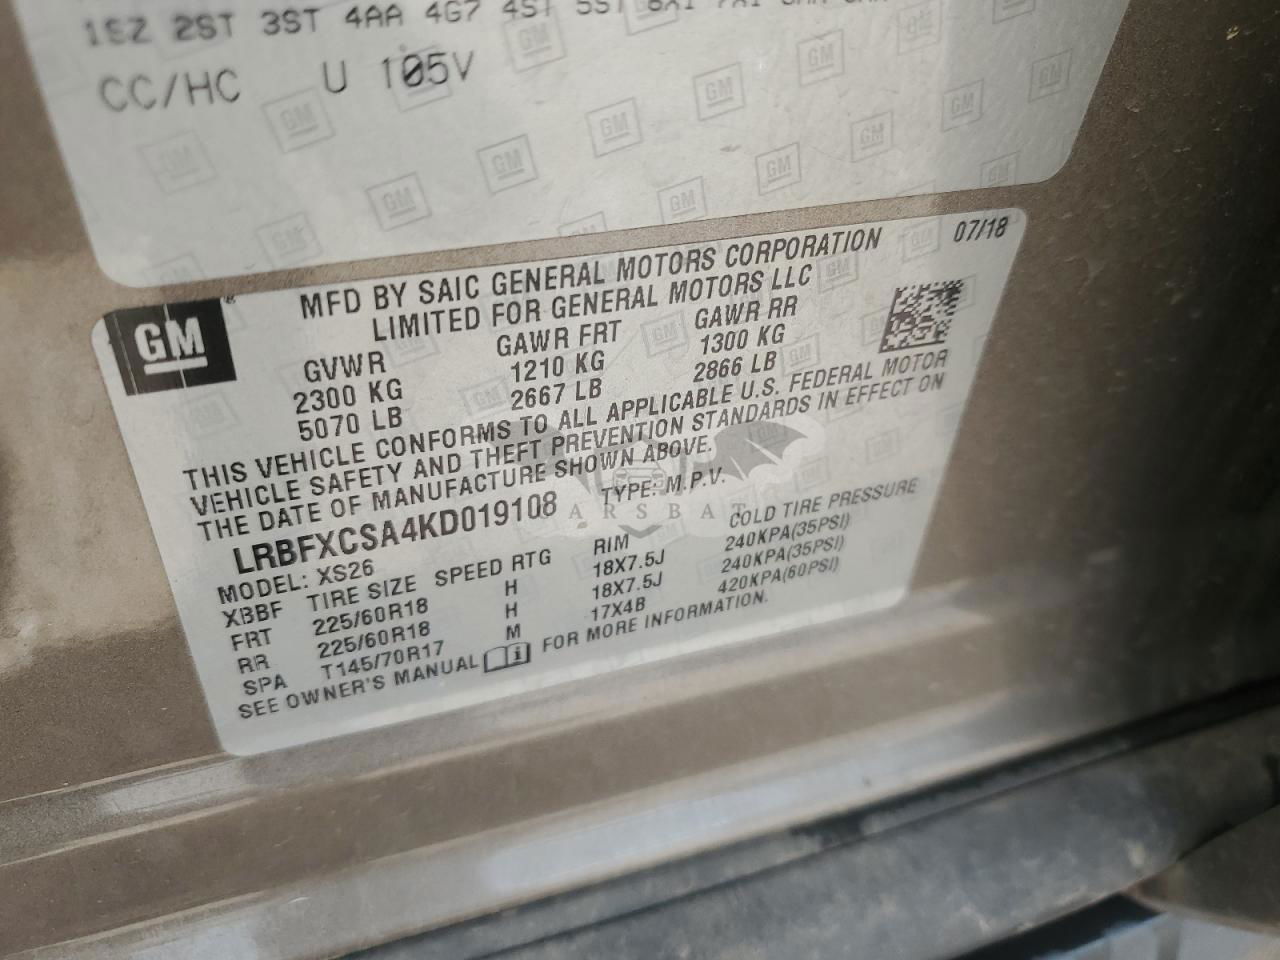 1SZ 2ST 3ST 4AA 4G7 4ST 5ST
CC/HC U 105V
GM
07/18
MFD BY SAIC GENERAL MOTORS CORPORATION
LIMITED FOR GENERAL MOTORS LLC
GVWR GAWR FRT GAWR RR
2300 KG 1210 KG 1300 KG
5070 LB 2667 LB 2866 LB
THIS VEHICLE CONFORMS TO ALL APPLICABLE U.S. FEDERAL MOTOR
VEHICLE SAFETY AND THEFT PREVENTION STANDARDS IN EFFECT ON
THE DATE OF MANUFACTURE SHOWN ABOVE.
LRBFXCSA4KD019108 TYPE: M.P.V.
MODEL: XS26
XBBF TIRE SIZE SPEED RTG RIM COLD TIRE PRESSURE
FRT 225/60R18 H 18X7.5J 240KPA(35PSI)
RR 225/60R18 H 18X7.5J 240KPA(35PSI)
SPA T145/70R17 M 17X4B 420KPA(60PSI)
SEE OWNER'S MANUAL FOR MORE INFORMATION.
CARSBAT